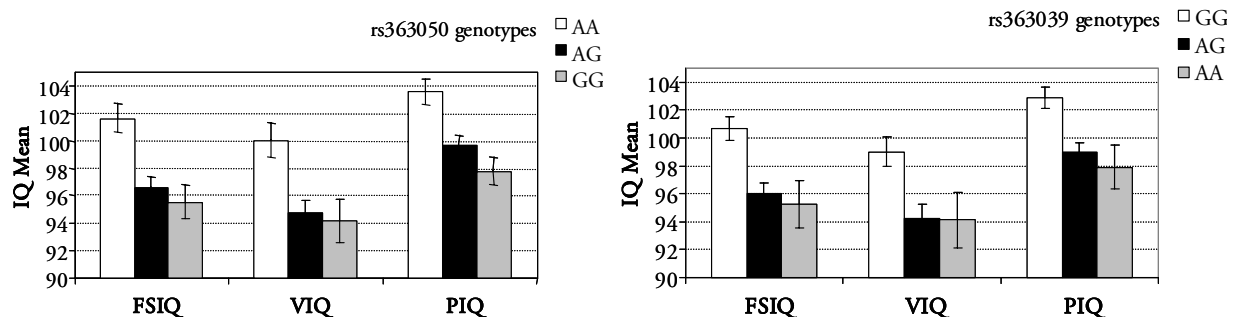 rs363050 genotypes
AA
AG
GG
IQ Mean
104
102
100
98
96
94
92
90
FSIQ VIQ PIQ
rs363039 genotypes
GG
AG
AA
IQ Mean
104
102
100
98
96
94
92
90
FSIQ VIQ PIQ